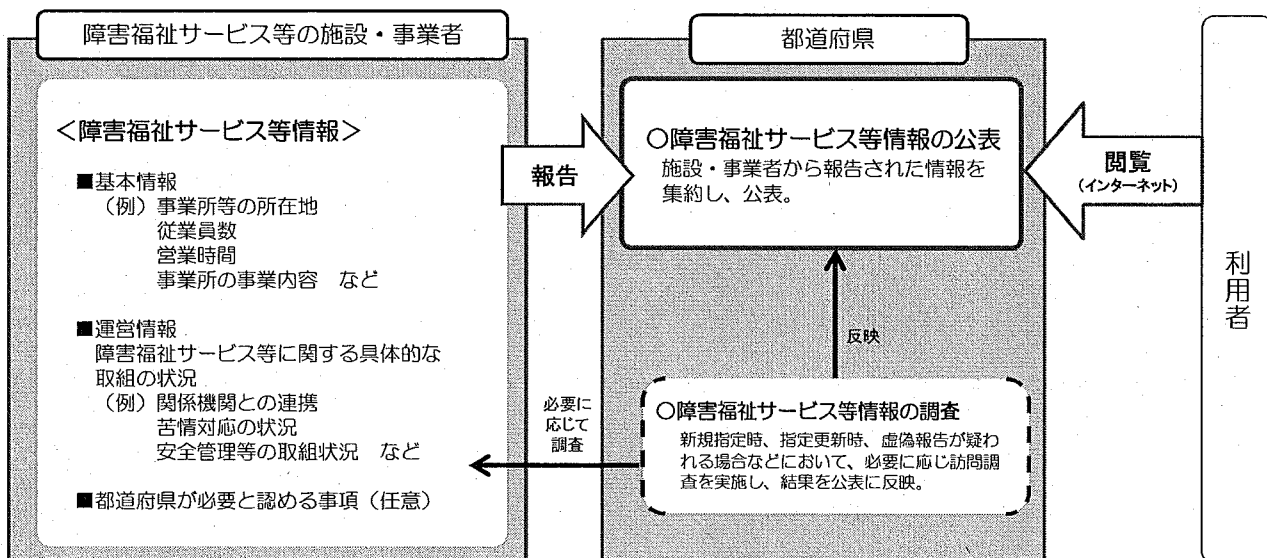 障害福祉サービス等の施設・事業者
＜障害福祉サービス等情報＞
■基本情報
（例）事業所等の所在地
従業員数
営業時間
事業所の事業内容　など
■運営情報
障害福祉サービス等に関する具体的な
取組の状況
（例）関係機関との連携
苦情対応の状況
安全管理等の取組状況　など
■都道府県が必要と認める事項（任意）
報告
必要に
応じて
調査
都道府県
○障害福祉サービス等情報の公表
施設・事業者から報告された情報を
集約し、公表。
反映
○障害福祉サービス等情報の調査
新規指定時、指定更新時、虚偽報告が疑わ
れる場合などにおいて、必要に応じ訪問調
査を実施し、結果を公表に反映。
閲覧
（インターネット）
利用者